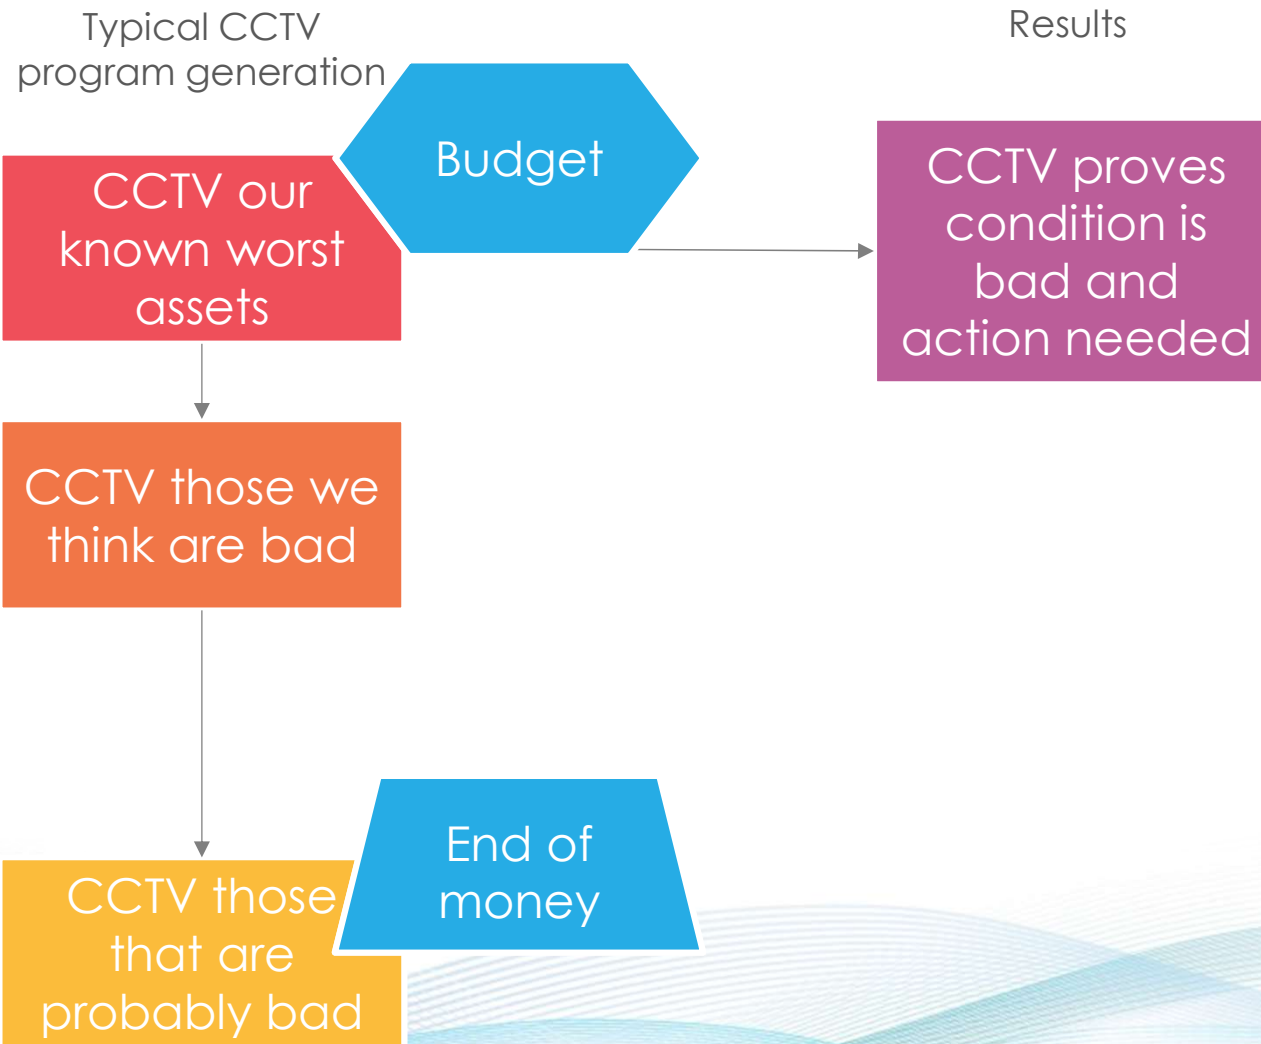 Typical CCTV
program generation
Results
Budget
CCTV our
known worst
assets
CCTV proves
condition is
bad and
action needed
CCTV those we
think are bad
End of
money
CCTV those
that are
probably bad